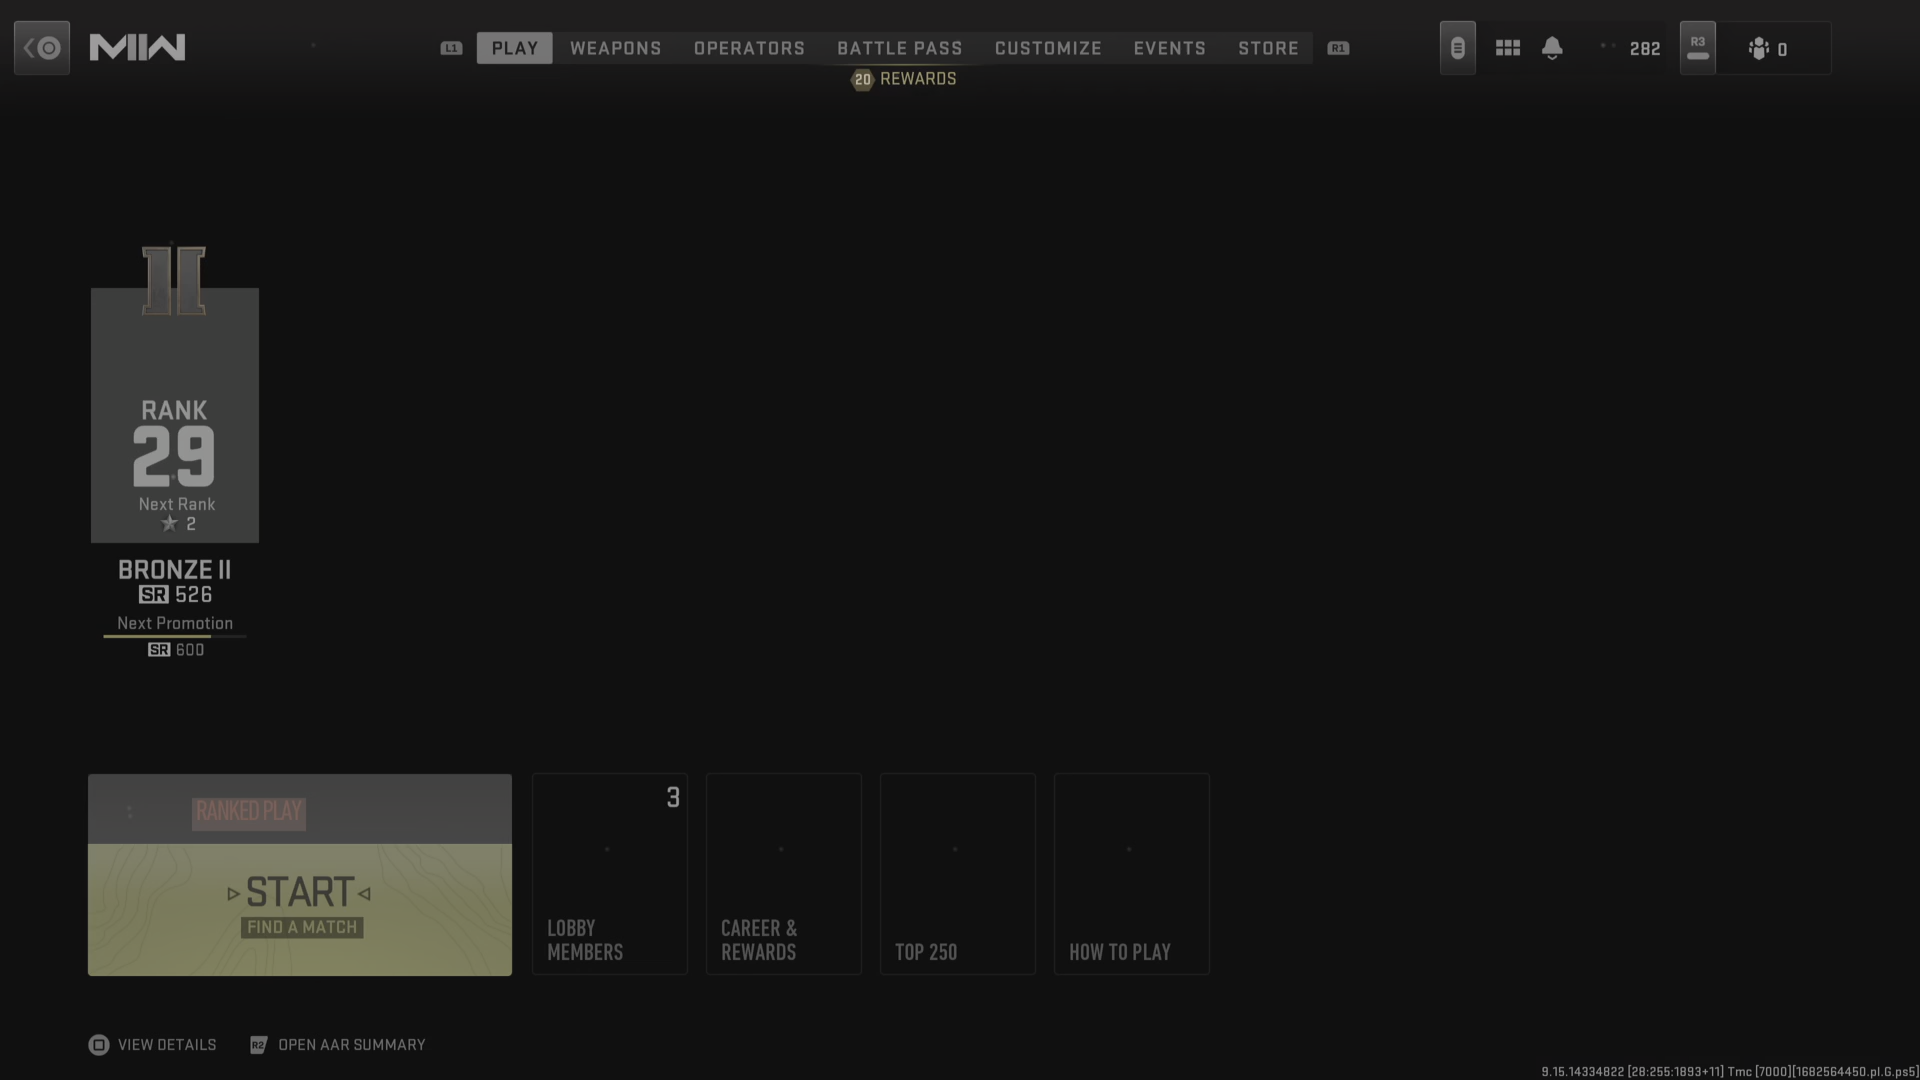 MW
L1 PLAY WEAPONS OPERATORS BATTLE PASS CUSTOMIZE EVENTS STORE R1
20 REWARDS
282
R3
0
II
RANK
29
Next Rank
2
BRONZE II
SR 526
Next Promotion
SR 600
RANKED PLAY
START
FIND A MATCH
3
LOBBY
MEMBERS
CAREER &
REWARDS
TOP 250
HOW TO PLAY
VIEW DETAILS
R2 OPEN AAR SUMMARY
9.15.14334822 [28:255:1893+11] Tmc [7000][1682564450.pl.G.ps5]